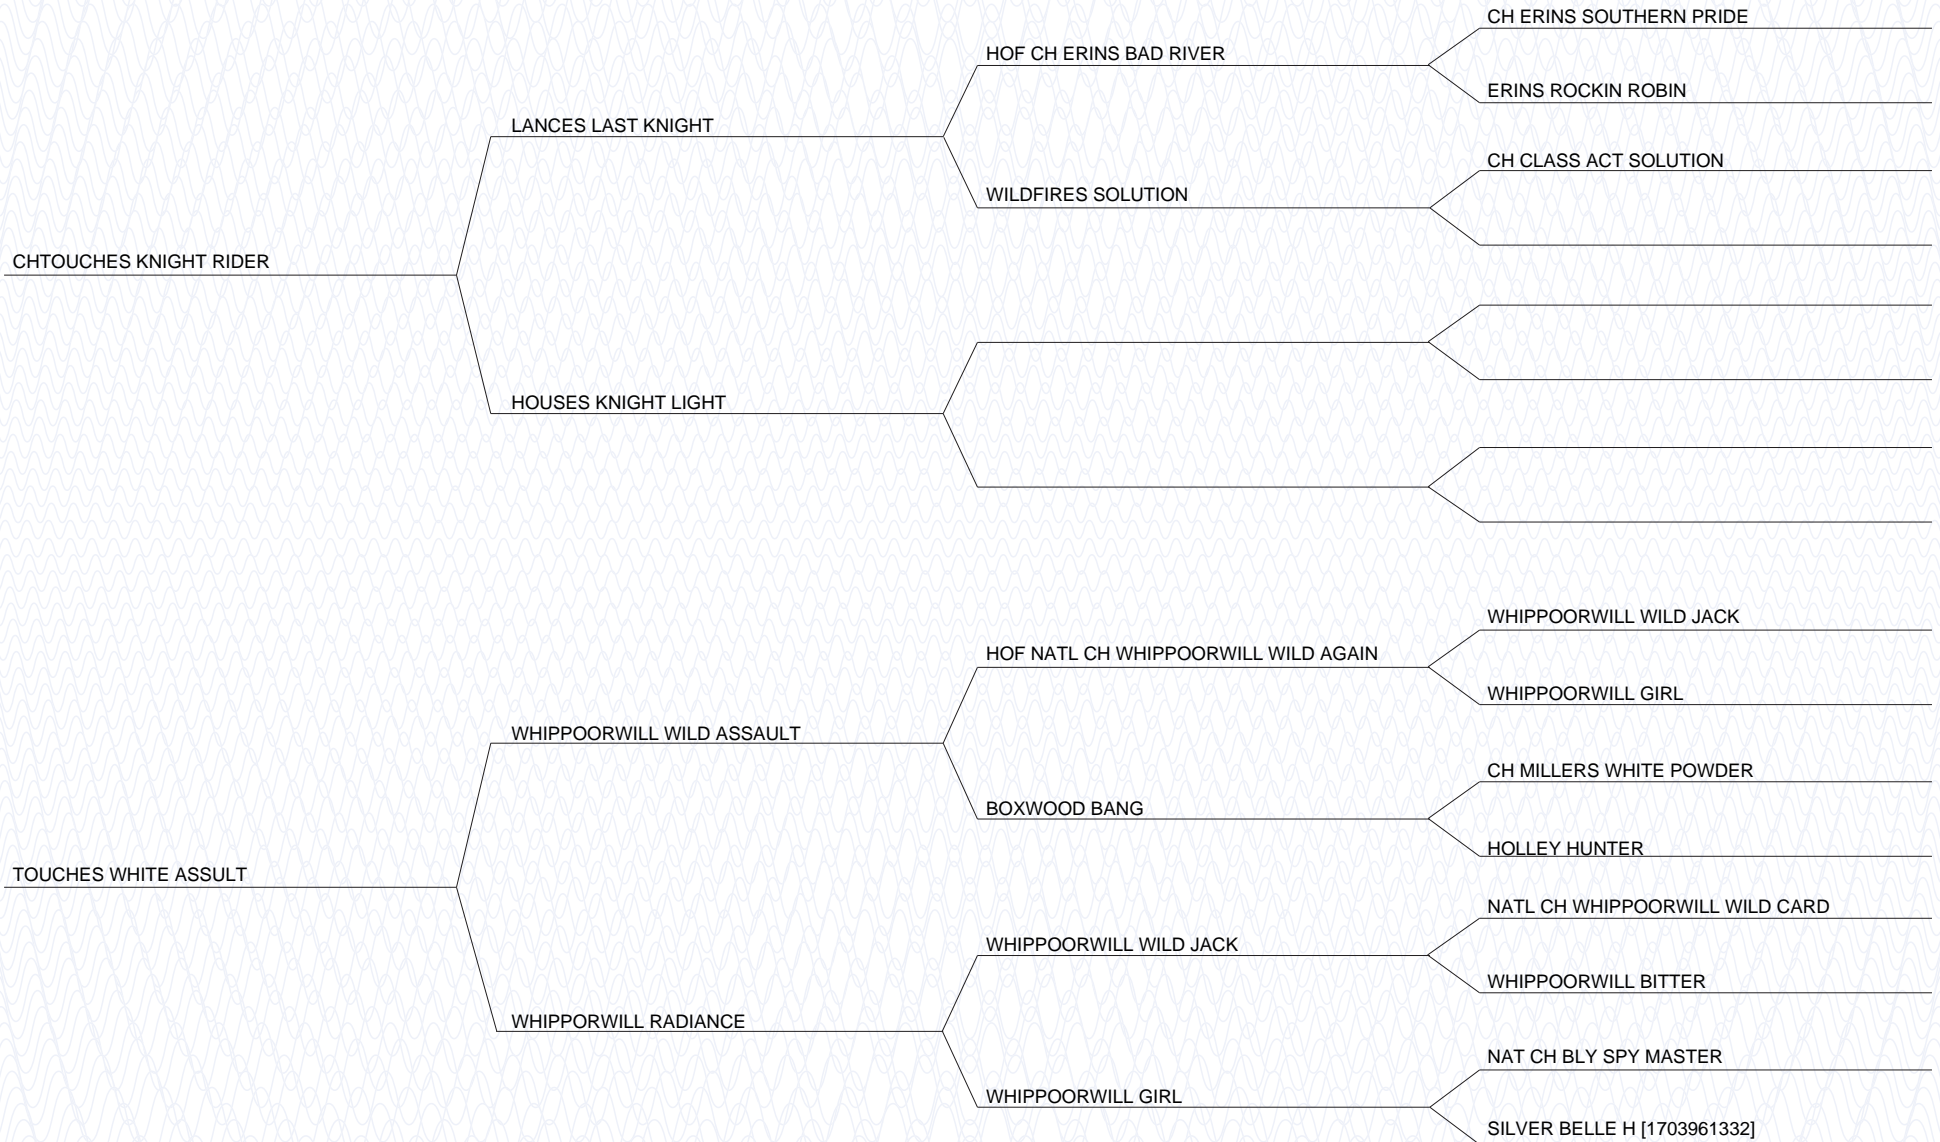 CH ERINS SOUTHERN PRIDE
HOF CH ERINS BAD RIVER
ERINS ROCKIN ROBIN
LANCES LAST KNIGHT
CH CLASS ACT SOLUTION
WILDFIRES SOLUTION
CHTOUCHES KNIGHT RIDER
HOUSES KNIGHT LIGHT
WHIPPOORWILL WILD JACK
HOF NATL CH WHIPPOORWILL WILD AGAIN
WHIPPOORWILL GIRL
WHIPPOORWILL WILD ASSAULT
CH MILLERS WHITE POWDER
BOXWOOD BANG
HOLLEY HUNTER
TOUCHES WHITE ASSULT
NATL CH WHIPPOORWILL WILD CARD
WHIPPOORWILL WILD JACK
WHIPPOORWILL BITTER
WHIPPORWILL RADIANCE
NAT CH BLY SPY MASTER
WHIPPOORWILL GIRL
SILVER BELLE H [1703961332]